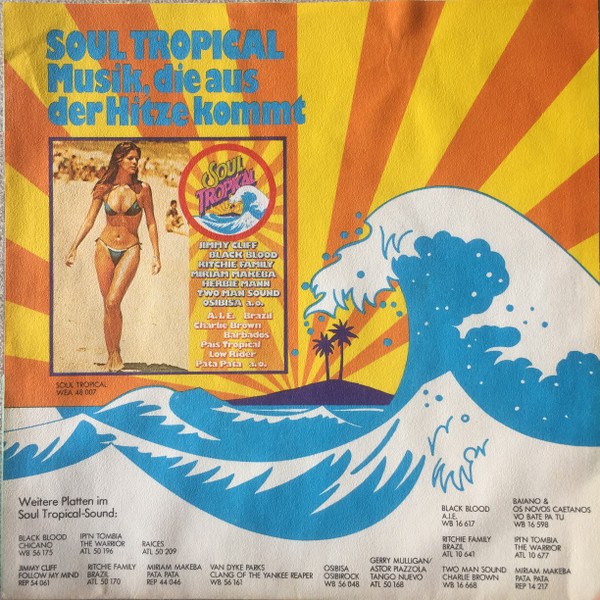 SOUL TROPICAL
Musik, die aus
der Hitze kommt
SOUL
TROPICAL
JIMMY CLIFF
BLACK BLOOD
RITCHIE FAMILY
MIRIAM MAKEBA
HERBIE MANN
TWO MAN SOUND
OSIBISA a.o.
A.I.E. Brazil
Charlie Brown
Barbados
Pais Tropical
Low Rider
Pata Pata a.o.
SOUL TROPICAL
WEA 46 007
Weitere Platten im
Soul Tropical-Sound:
BLACK BLOOD
CHICANO
WB 56 175
IPI'N TOMBIA
THE WARRIOR
ATL 50 196
RAICES
ATL 50 209
JIMMY CLIFF
FOLLOW MY MIND
REP 54 061
RITCHIE FAMILY
BRAZIL
ATL 50 170
MIRIAM MAKEBA
PATA PATA
REP 44 046
VAN DYKE PARKS
CLANG OF THE YANKEE REAPER
WB 56 161
OSIBISA
OSIBIROCK
WB 56 048
GERRY MULLIGAN/
ASTOR PIAZZOLA
TANGO NUEVO
ATL 50 168
BLACK BLOOD
A.I.E.
WB 16 617
BAIANO &
OS NOVOS CAETANOS
VO BATE PA TU
WB 16 598
RITCHIE FAMILY
BRAZIL
ATL 10 641
IPI'N TOMBIA
THE WARRIOR
ATL 10 677
TWO MAN SOUND
CHARLIE BROWN
WB 16 668
MIRIAM MAKEBA
PATA PATA
REP 14 217